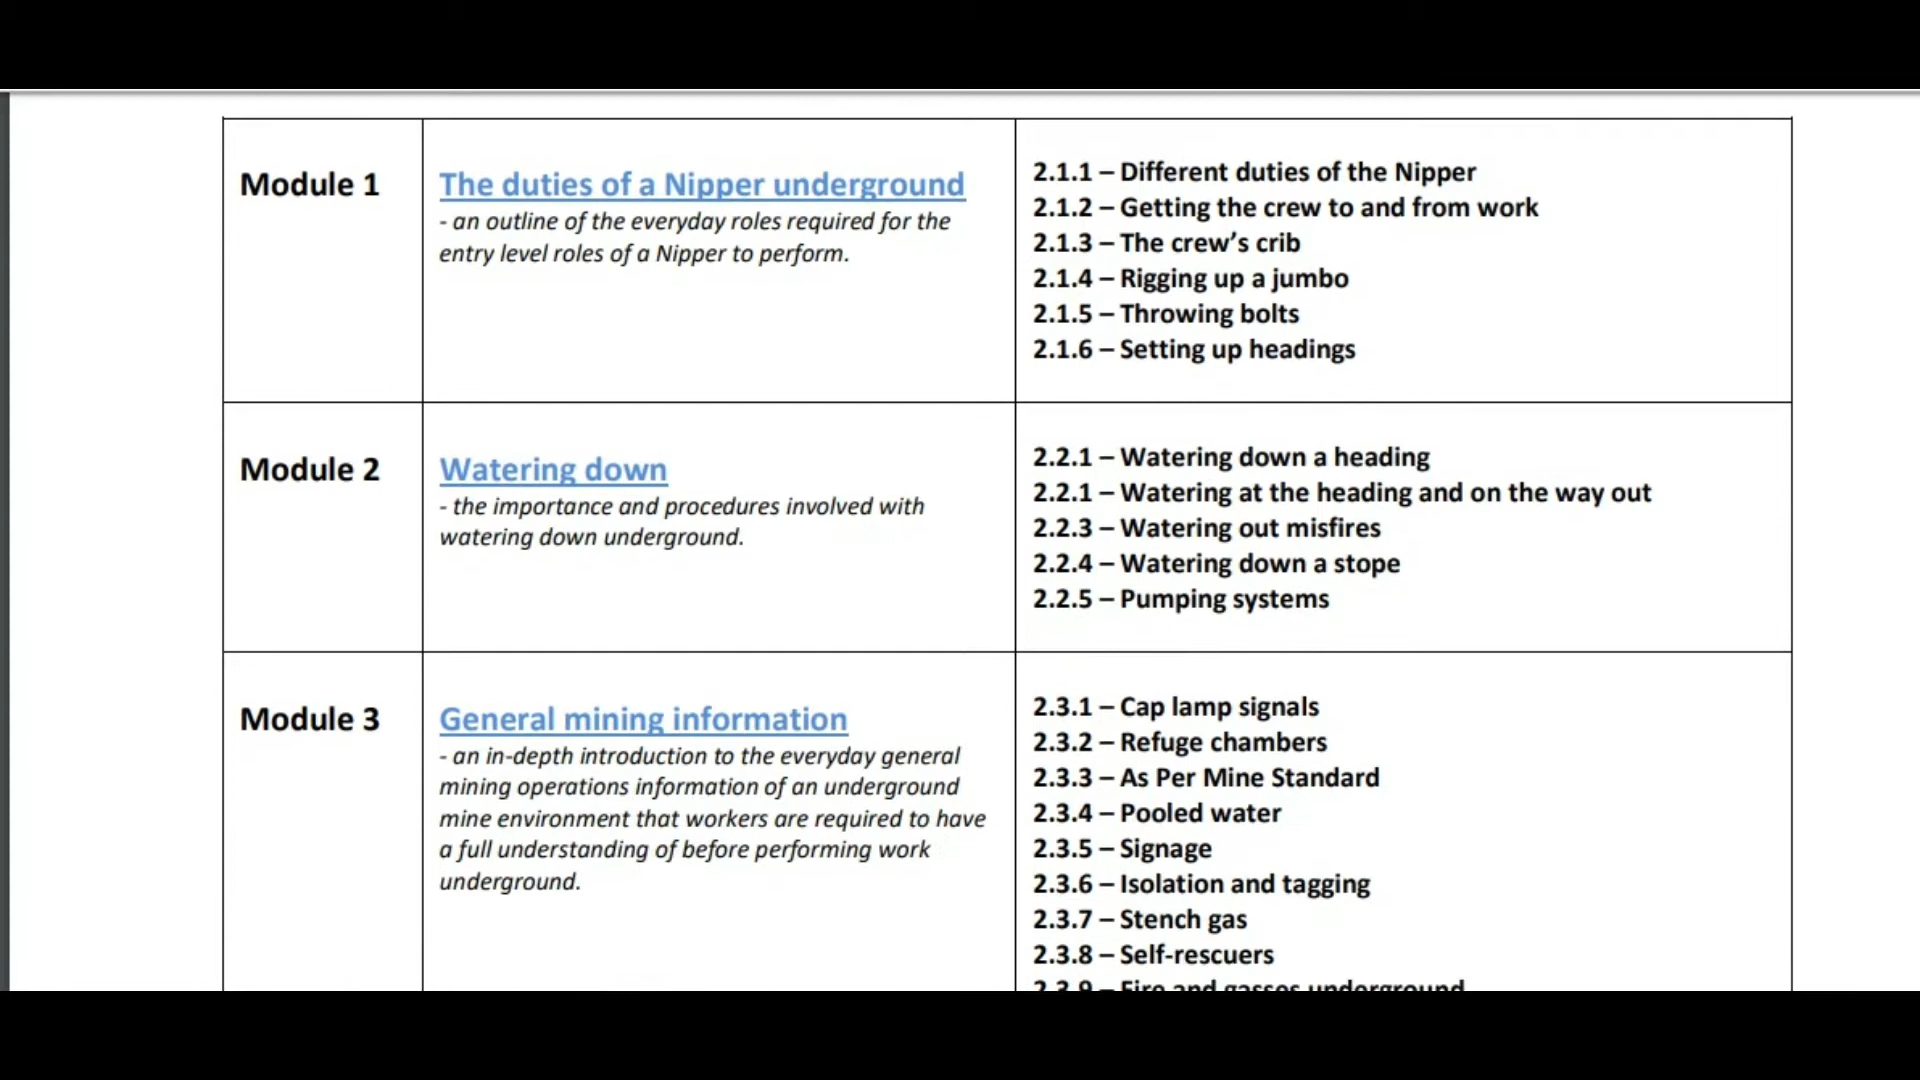 Module 1
The duties of a Nipper underground
- an outline of the everyday roles required for the
entry level roles of a Nipper to perform.
2.1.1 – Different duties of the Nipper
2.1.2 – Getting the crew to and from work
2.1.3 – The crew’s crib
2.1.4 – Rigging up a jumbo
2.1.5 – Throwing bolts
2.1.6 – Setting up headings
Module 2
Watering down
- the importance and procedures involved with
watering down underground.
2.2.1 – Watering down a heading
2.2.1 – Watering at the heading and on the way out
2.2.3 – Watering out misfires
2.2.4 – Watering down a stope
2.2.5 – Pumping systems
Module 3
General mining information
- an in-depth introduction to the everyday general
mining operations information of an underground
mine environment that workers are required to have
a full understanding of before performing work
underground.
2.3.1 – Cap lamp signals
2.3.2 – Refuge chambers
2.3.3 – As Per Mine Standard
2.3.4 – Pooled water
2.3.5 – Signage
2.3.6 – Isolation and tagging
2.3.7 – Stench gas
2.3.8 – Self-rescuers
2.3.9 – Fire and gasses underground